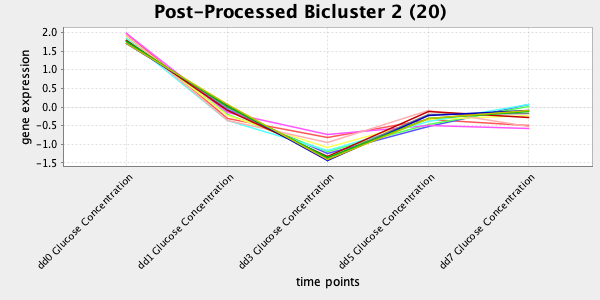 Post-Processed Bicluster 2 (20)
gene expression
2.0
1.5
1.0
0.5
0.0
-0.5
-1.0
-1.5
dd0 Glucose Concentration
dd1 Glucose Concentration
dd3 Glucose Concentration
dd5 Glucose Concentration
dd7 Glucose Concentration
time points